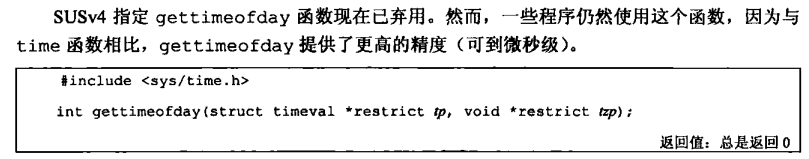 SUSv4 指定 gettimeofday 函数现在已弃用。然而，一些程序仍然使用这个函数，因为与
time 函数相比，gettimeofday 提供了更高的精度（可到微秒级）。
#include <sys/time.h>
int gettimeofday(struct timeval *restrict tp, void *restrict tzp);
返回值：总是返回 0